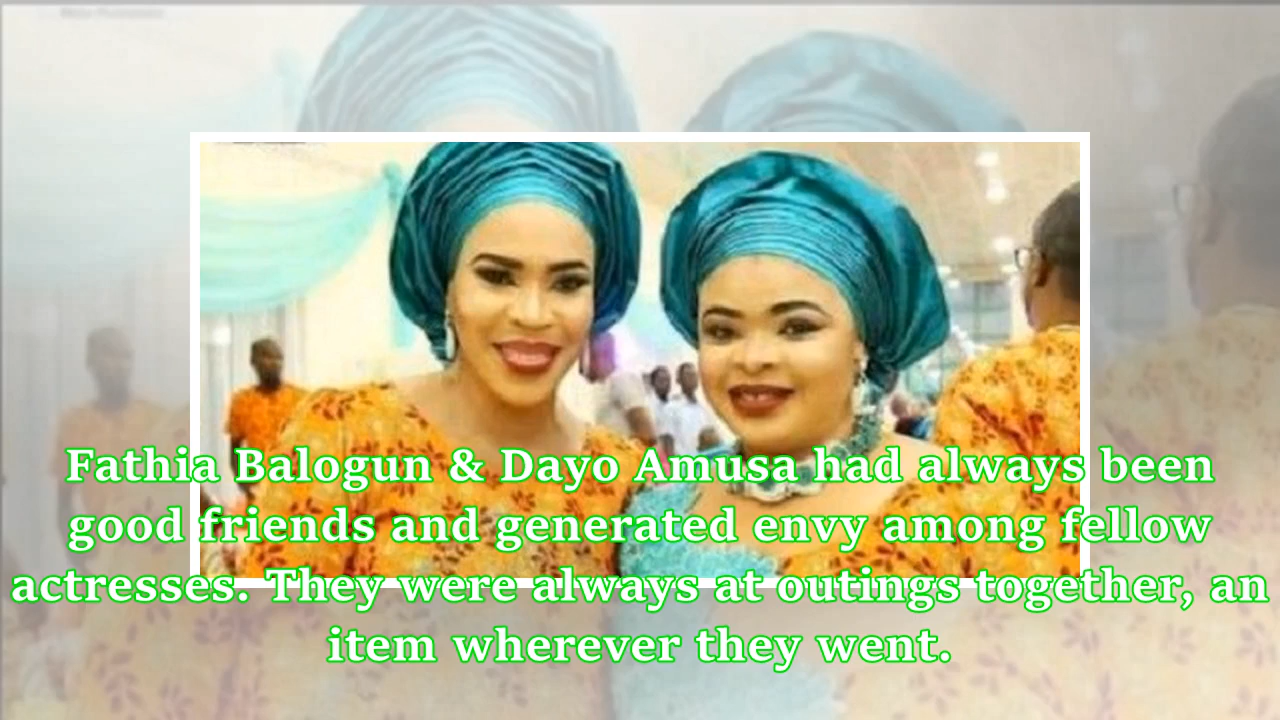 Fathia Balogun & Dayo Amusa had always been
good friends and generated envy among fellow
actresses. They were always at outings together, an
item wherever they went.